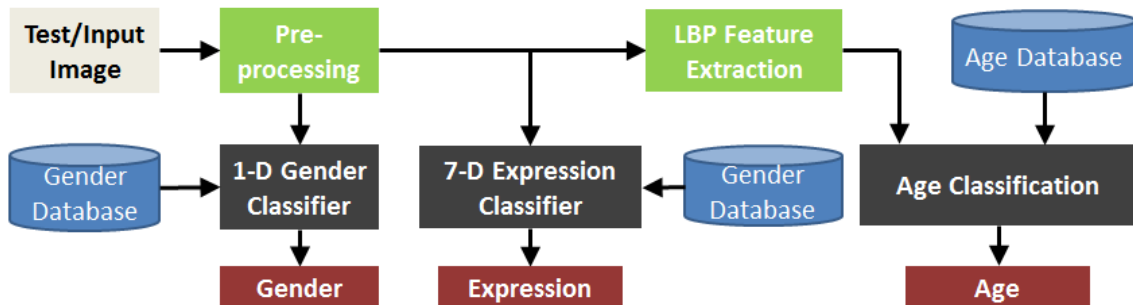 Test/Input
Image
Pre-
processing
LBP Feature
Extraction
Age Database
Gender
Database
1-D Gender
Classifier
7-D Expression
Classifier
Gender
Database
Age Classification
Gender
Expression
Age